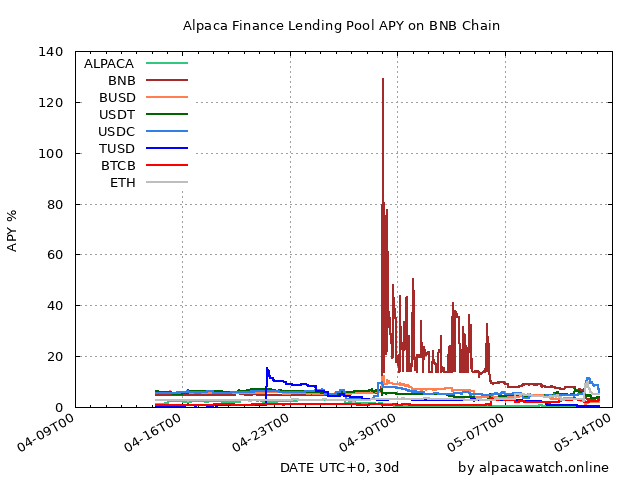 Alpaca Finance Lending Pool APY on BNB Chain
APY %
140
120
100
80
60
40
20
0
ALPACA
BNB
BUSD
USDT
USDC
TUSD
BTCB
ETH
04-09T00
04-16T00
04-23T00
04-30T00
05-07T00
05-14T00
DATE UTC+0, 30d
by alpacawatch.online